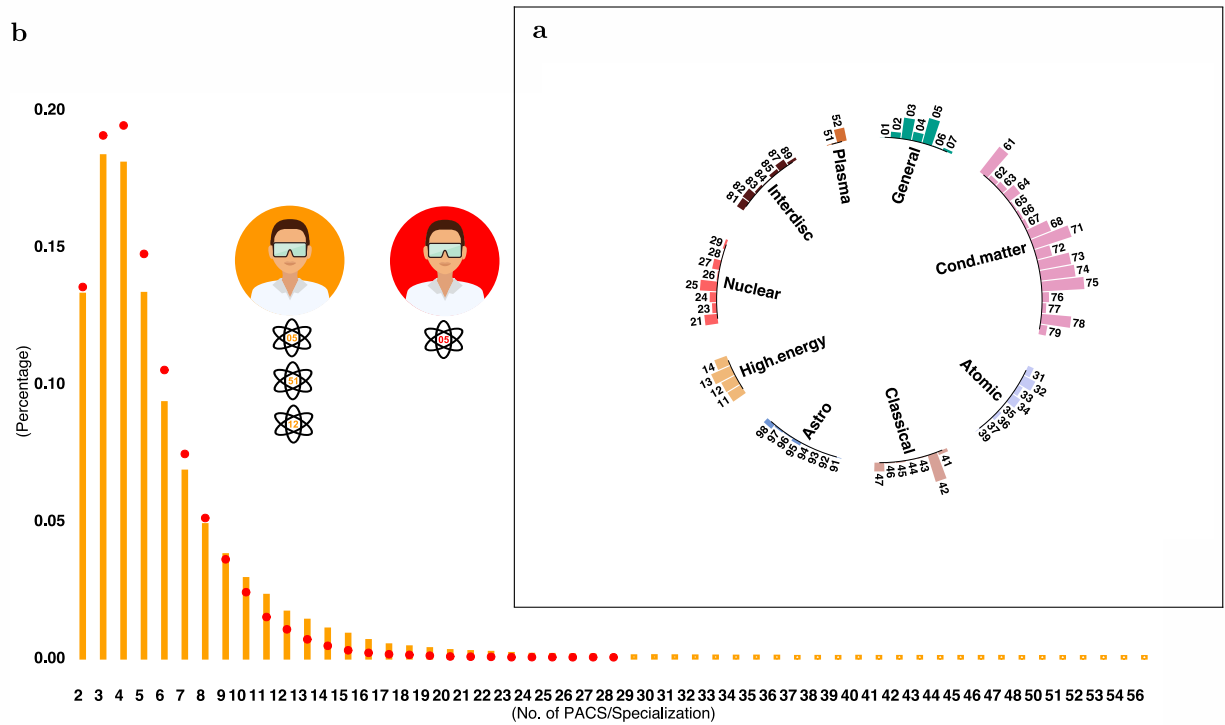 b
a
0.20
0.15
0.10
0.05
0.00
(Percentage)
2 3 4 5 6 7 8 9 10 11 12 13 14 15 16 17 18 19 20 21 22 23 24 25 26 27 28 29 30 31 32 33 34 35 36 37 38 39 40 41 42 43 44 45 46 47 48 50 51 52 53 54 56
(No. of PACS/Specialization)
05
51
12
05
General
01 02 03 04 05 06 07
Cond.matter
61 62 63 64 65 66 67 68 71 72 73 74 75 76 77 78 79
Atomic
31 32 33 34 35 36 37 39
Classical
41 42 43 44 45 46 47
Astro
91 92 93 94 95 96 97 98
High.energy
11 12 13 14
Nuclear
21 23 24 25 26 27 28 29
Interdisc
81 82 83 84 85 87 89
Plasma
51 52